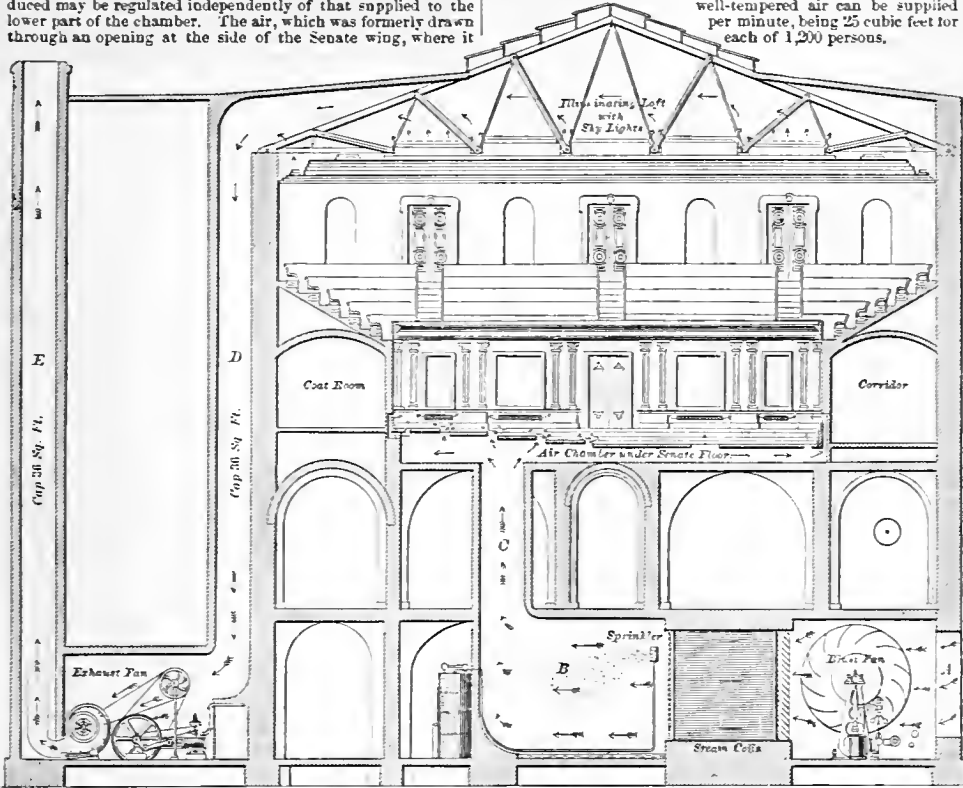 duced may be regulated independently of that supplied to the
lower part of the chamber. The air, which was formerly drawn
through an opening at the side of the Senate wing, where it
well-tempered air can be supplied
per minute, being 25 cubic feet for
each of 1,200 persons.
Illuminating Loft
with
Sky Lights
E
Cap 36 Sq. Ft.
D
Cap 36 Sq Ft.
Coat Room
Corridor
Air Chamber under Senate Floor
C
Sprinkler
B
Exhaust Fan
Steam Coils
Fan
A